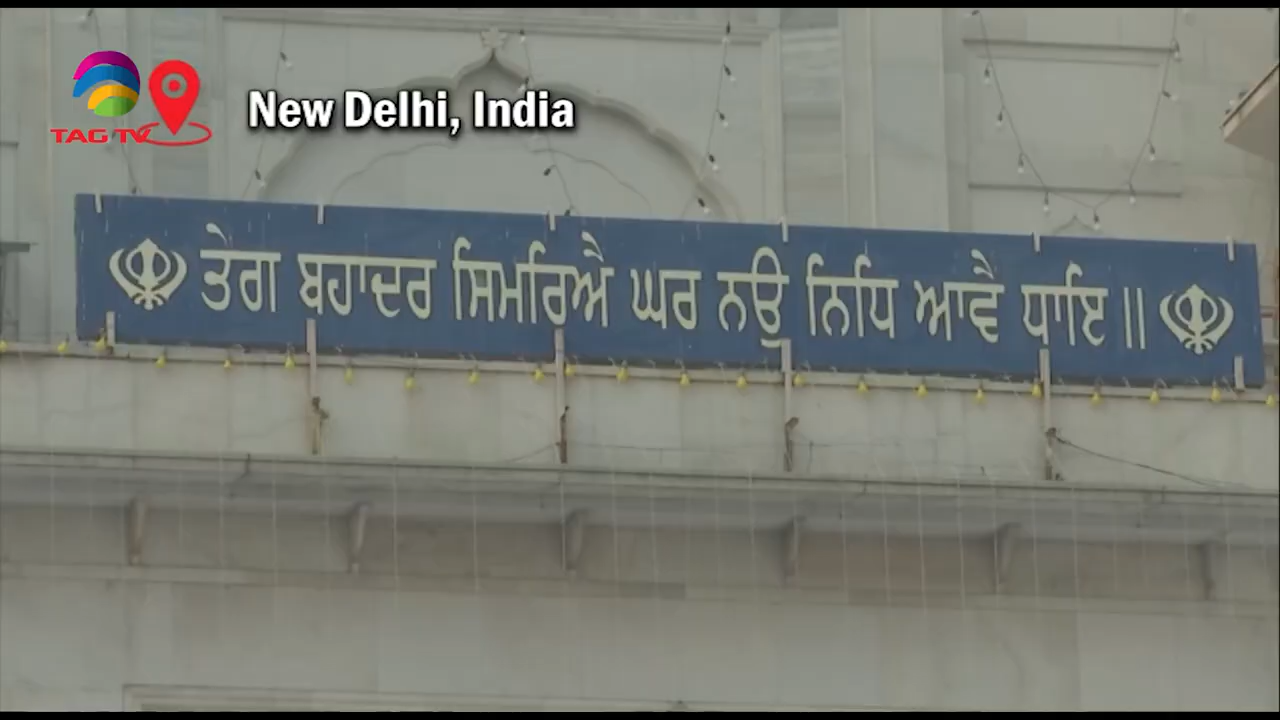 TAG TV
New Delhi, India
ਤੇਗ ਬਹਾਦਰ ਸਿਮਰਿਐ ਘਰ ਨਉ ਨਿਧਿ ਆਵੈ ਧਾਇ ॥